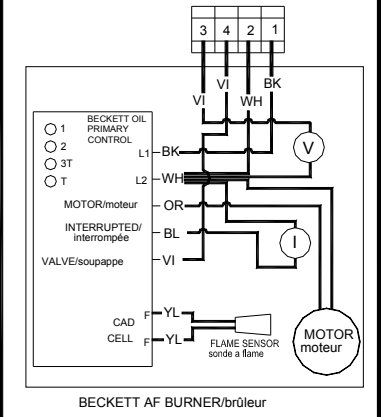 3 4 2 1
VI
BK
VI
WH
BECKETT OIL
PRIMARY
CONTROL
1
2
3T
T
L1
BK
V
L2
WH
MOTOR/moteur
OR
INTERRUPTED/
interrompée
BL
I
VALVE/soupappe
VI
CAD
CELL
F
YL
F
YL
FLAME SENSOR
sonde a flame
MOTOR
moteur
BECKETT AF BURNER/brûleur